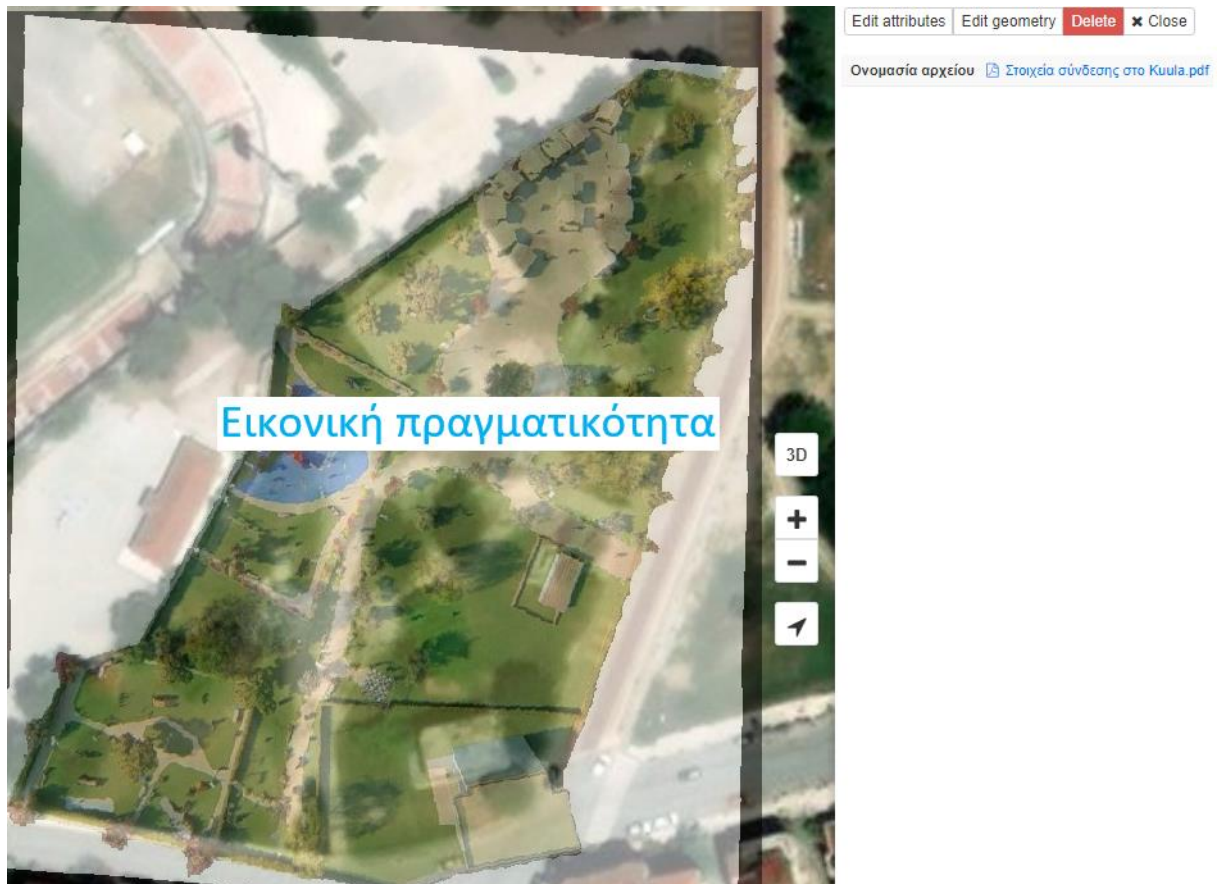 Edit attributes Edit geometry Delete ✖ Close
Ονομασία αρχείου Στοιχεία σύνδεσης στο Kuula.pdf
Εικονική πραγματικότητα
3D
+
−